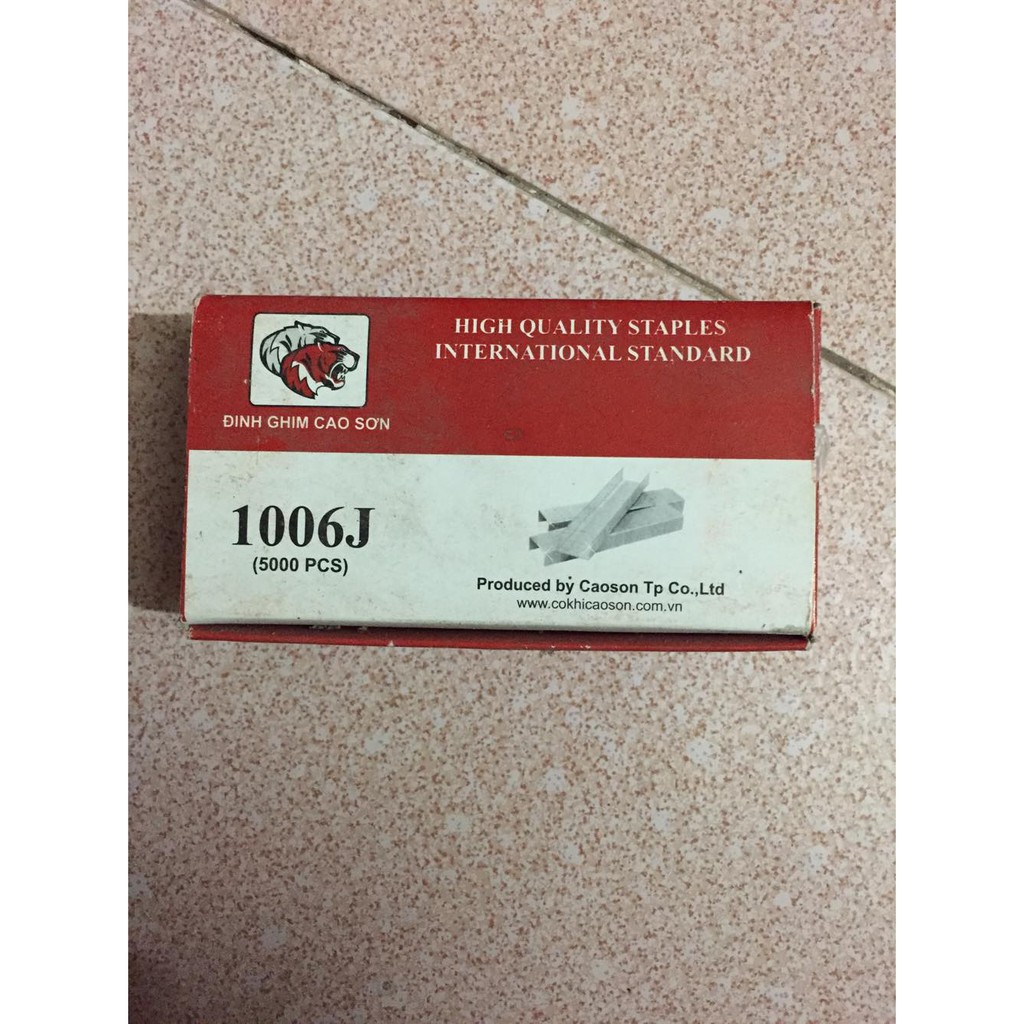 HIGH QUALITY STAPLES
INTERNATIONAL STANDARD
ĐINH GHIM CAO SƠN
1006J
(5000 PCS)
Produced by Caoson Tp Co.,Ltd
www.cokhicaoson.com.vn